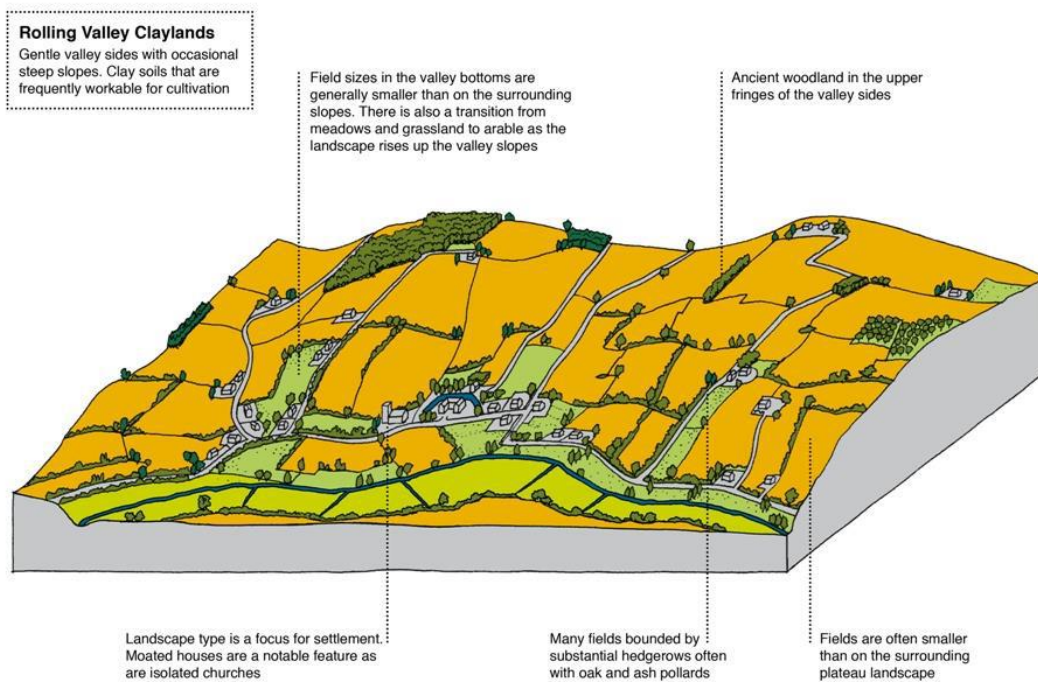 Rolling Valley Claylands
Gentle valley sides with occasional
steep slopes. Clay soils that are
frequently workable for cultivation
Field sizes in the valley bottoms are
generally smaller than on the surrounding
slopes. There is also a transition from
meadows and grassland to arable as the
landscape rises up the valley slopes
Ancient woodland in the upper
fringes of the valley sides
Landscape type is a focus for settlement.
Moated houses are a notable feature as
are isolated churches
Many fields bounded by
substantial hedgerows often
with oak and ash pollards
Fields are often smaller
than on the surrounding
plateau landscape